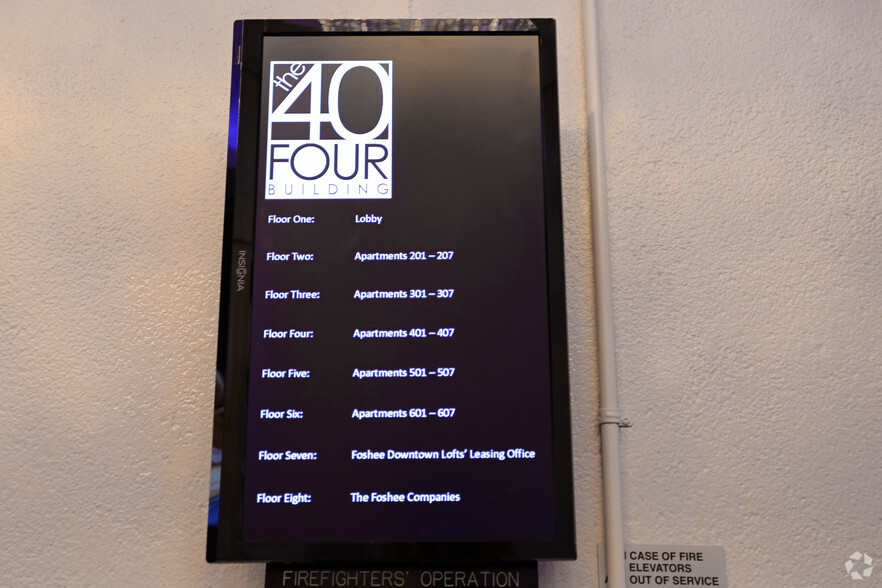 the
40
FOUR
BUILDING
Floor One: Lobby
Floor Two: Apartments 201 – 207
Floor Three: Apartments 301 – 307
Floor Four: Apartments 401 – 407
Floor Five: Apartments 501 – 507
Floor Six: Apartments 601 – 607
Floor Seven: Foshee Downtown Lofts' Leasing Office
Floor Eight: The Foshee Companies
INSIGNIA
FIREFIGHTERS' OPERATION
CASE OF FIRE
ELEVATORS
OUT OF SERVICE